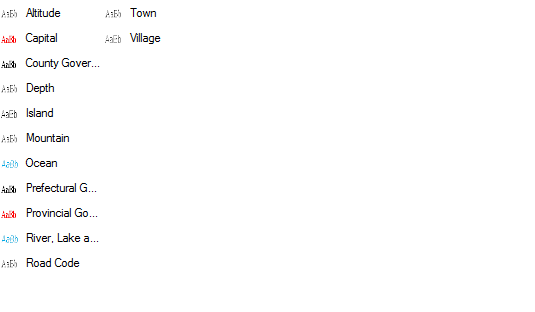 AaBb Altitude
AaBb Capital
AaBb County Gover...
AaBb Depth
AaBb Island
AaBb Mountain
AaBb Ocean
AaBb Prefectural G...
AaBb Provincial Go...
AaBb River, Lake a...
AaBb Road Code
AaBb Town
AaBb Village